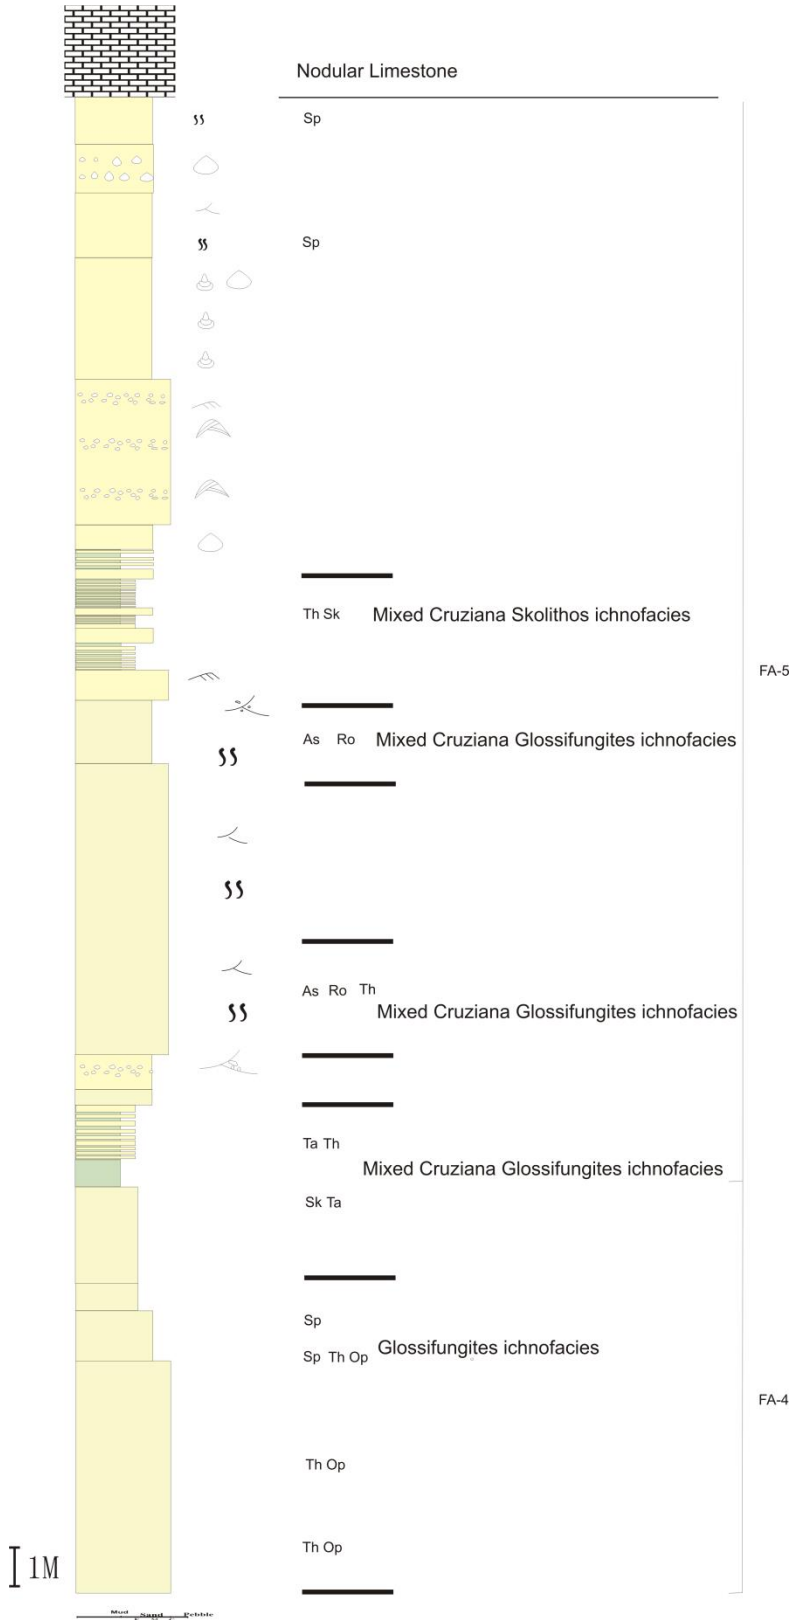 Nodular Limestone
Sp
Sp
Th Sk Mixed Cruziana Skolithos ichnofacies
FA-5
As Ro Mixed Cruziana Glossifungites ichnofacies
As Ro Th
Mixed Cruziana Glossifungites ichnofacies
Ta Th
Mixed Cruziana Glossifungites ichnofacies
Sk Ta
Sp
Glossifungites ichnofacies
Sp Th Op
FA-4
Th Op
Th Op
1M
Mud Sand Pebble